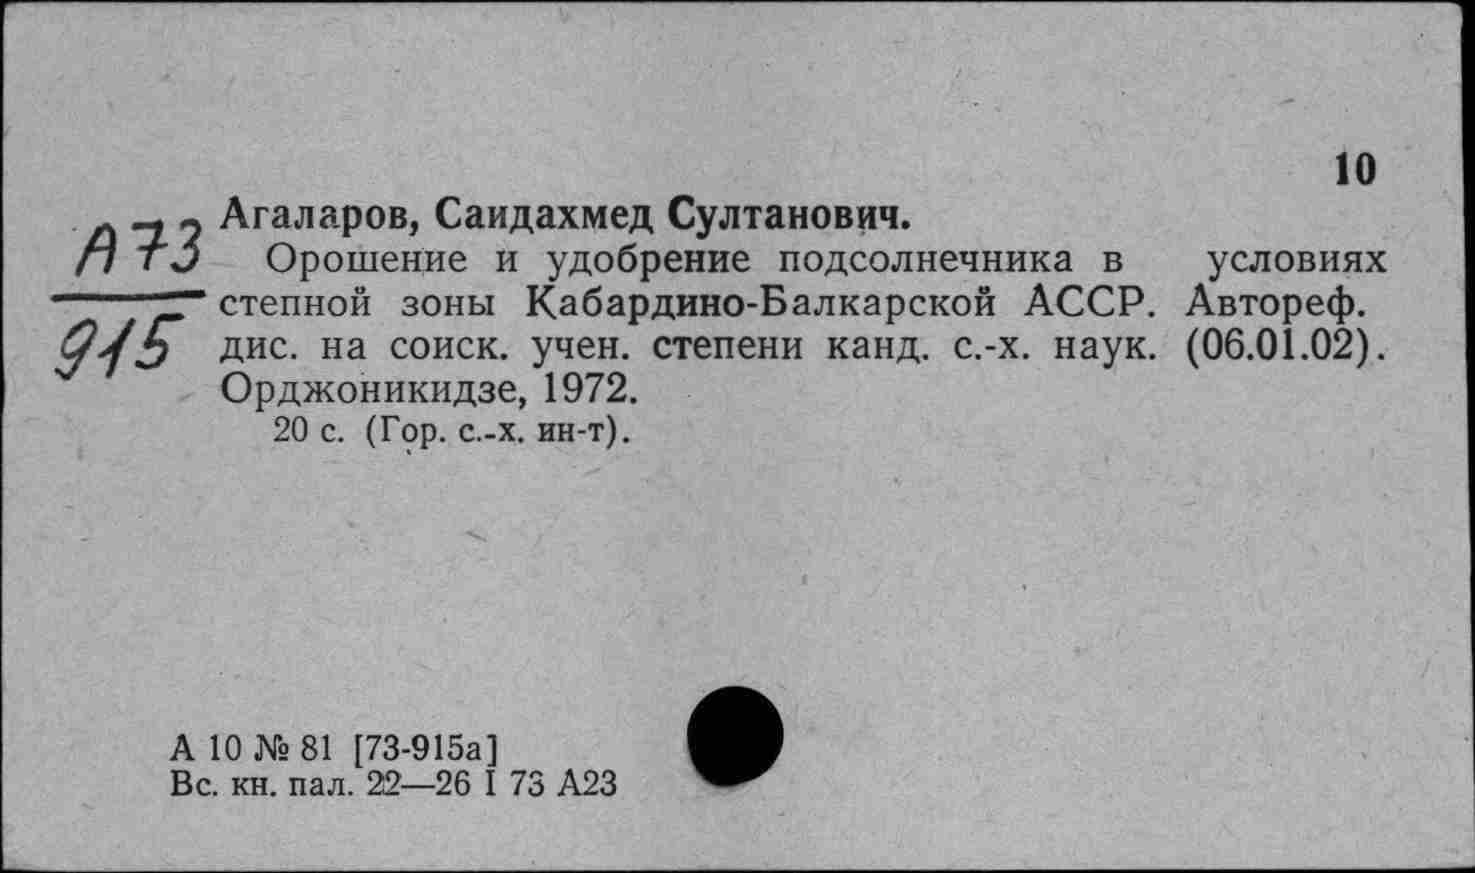 10
А73
915
Агаларов, Саидахмед Султанович.
Орошение и удобрение подсолнечника в условиях
степной зоны Кабардино-Балкарской АССР. Автореф.
дис. на соиск. учен. степени канд. с.-х. наук. (06.01.02).
Орджоникидзе, 1972.
20 с. (Гор. с.-х. ин-т).
А 10 № 81 [73-915а]
Вс. кн. пал. 22—26 I 73 А23